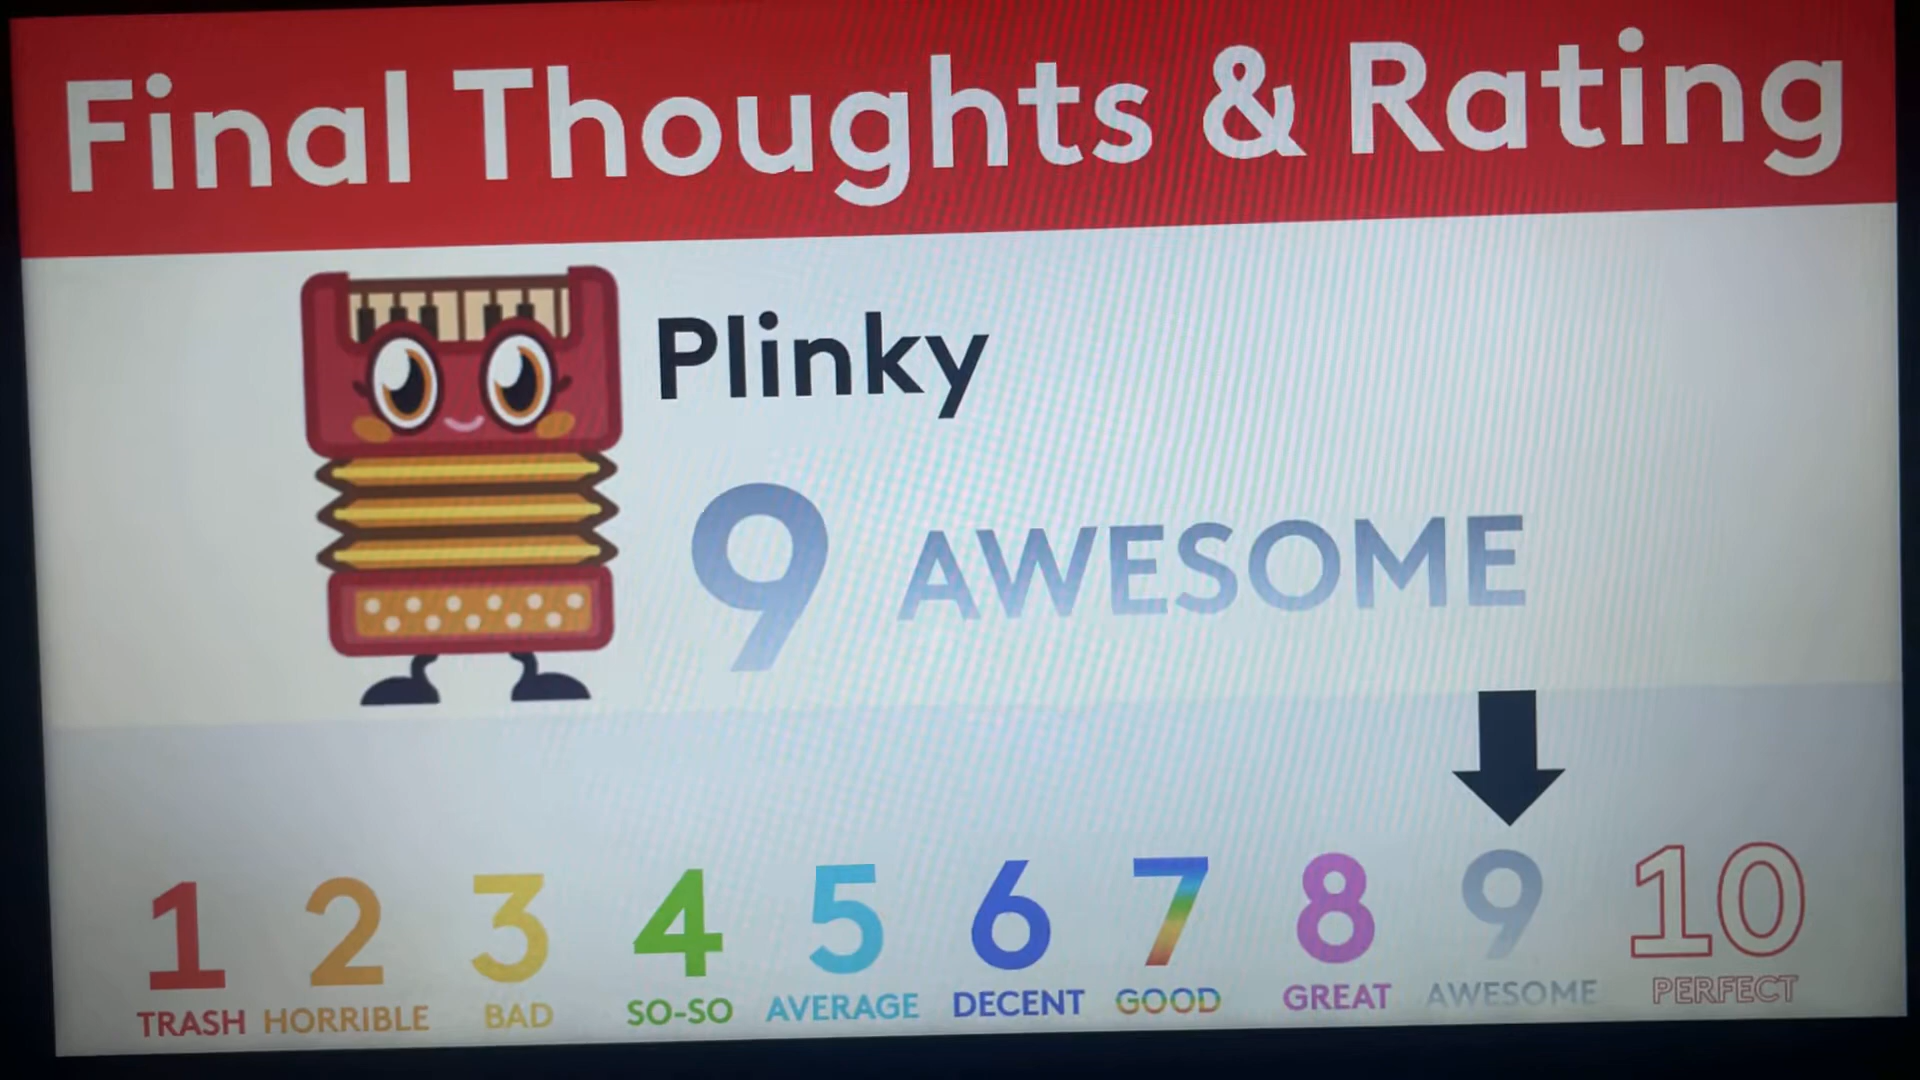 Final Thoughts & Rating
Plinky
9 AWESOME
1 2 3 4 5 6 7 8 9 10
TRASH HORRIBLE BAD SO-SO AVERAGE DECENT GOOD GREAT AWESOME PERFECT